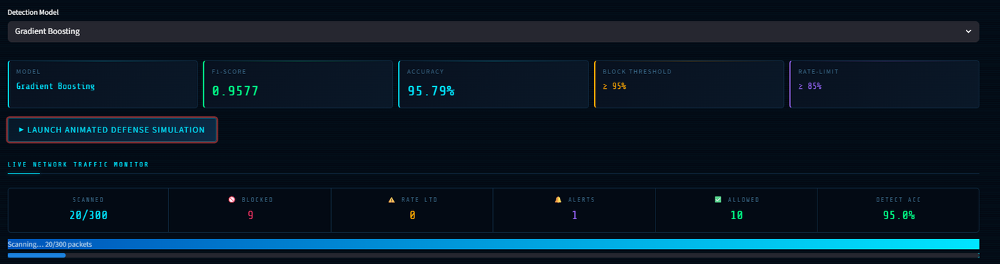 Detection Model
Gradient Boosting
MODEL
Gradient Boosting
F1-SCORE
0.9577
ACCURACY
95.79%
BLOCK THRESHOLD
≥ 95%
RATE-LIMIT
≥ 85%
► LAUNCH ANIMATED DEFENSE SIMULATION
LIVE NETWORK TRAFFIC MONITOR
SCANNED
20/300
🚫 BLOCKED
9
⚠️ RATE LTD
0
🔔 ALERTS
1
✅ ALLOWED
10
DETECT ACC
95.0%
Scanning... 20/300 packets